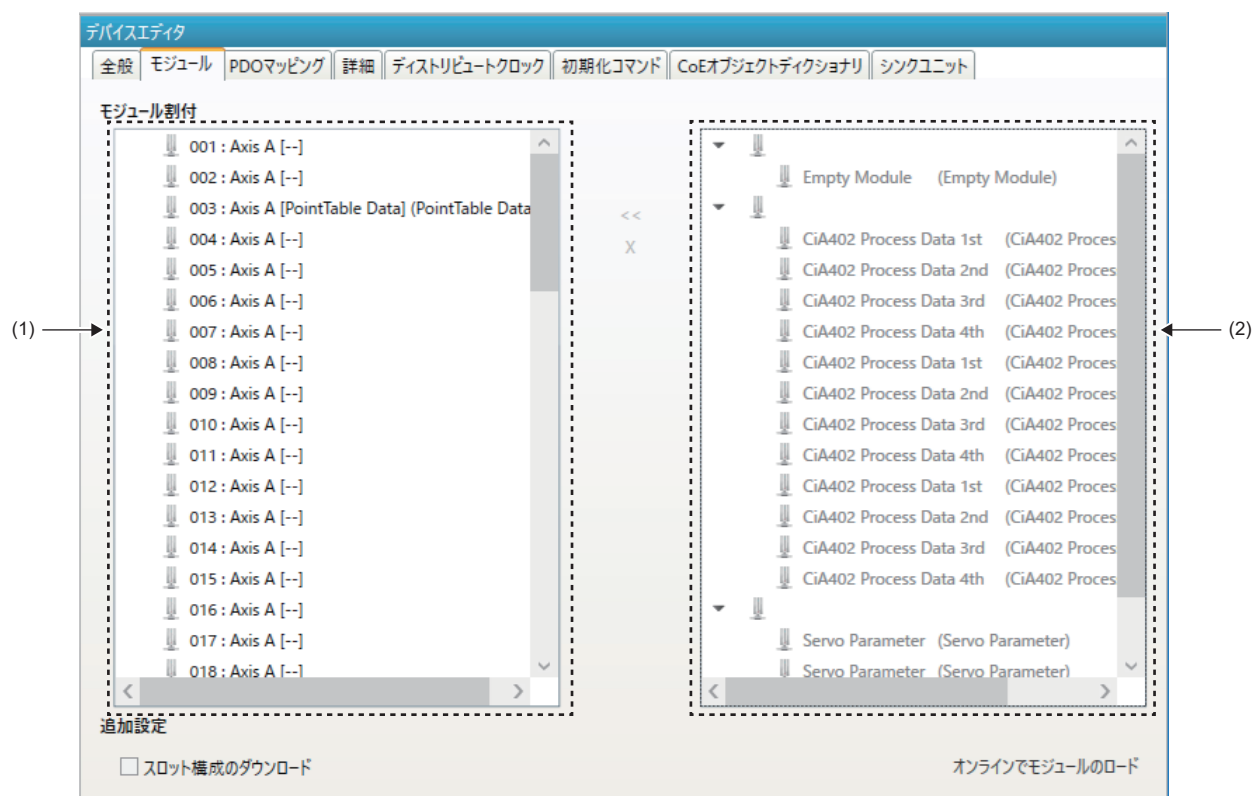 デバイスエディタ
全般 モジュール PDOマッピング 詳細 ディストリビュートクロック 初期化コマンド CoEオブジェクトディクショナリ シンクユニット
モジュール割付
001 : Axis A [--]
002 : Axis A [--]
003 : Axis A [PointTable Data] (PointTable Data
004 : Axis A [--]
005 : Axis A [--]
006 : Axis A [--]
007 : Axis A [--]
008 : Axis A [--]
009 : Axis A [--]
010 : Axis A [--]
011 : Axis A [--]
012 : Axis A [--]
013 : Axis A [--]
014 : Axis A [--]
015 : Axis A [--]
016 : Axis A [--]
017 : Axis A [--]
018 : Axis A [--]
(1)
<<
X
Empty Module (Empty Module)
CiA402 Process Data 1st (CiA402 Proces
CiA402 Process Data 2nd (CiA402 Proces
CiA402 Process Data 3rd (CiA402 Proces
CiA402 Process Data 4th (CiA402 Proces
CiA402 Process Data 1st (CiA402 Proces
CiA402 Process Data 2nd (CiA402 Proces
CiA402 Process Data 3rd (CiA402 Proces
CiA402 Process Data 4th (CiA402 Proces
CiA402 Process Data 1st (CiA402 Proces
CiA402 Process Data 2nd (CiA402 Proces
CiA402 Process Data 3rd (CiA402 Proces
CiA402 Process Data 4th (CiA402 Proces
Servo Parameter (Servo Parameter)
Servo Parameter (Servo Parameter)
(2)
追加設定
スロット構成のダウンロード
オンラインでモジュールのロード